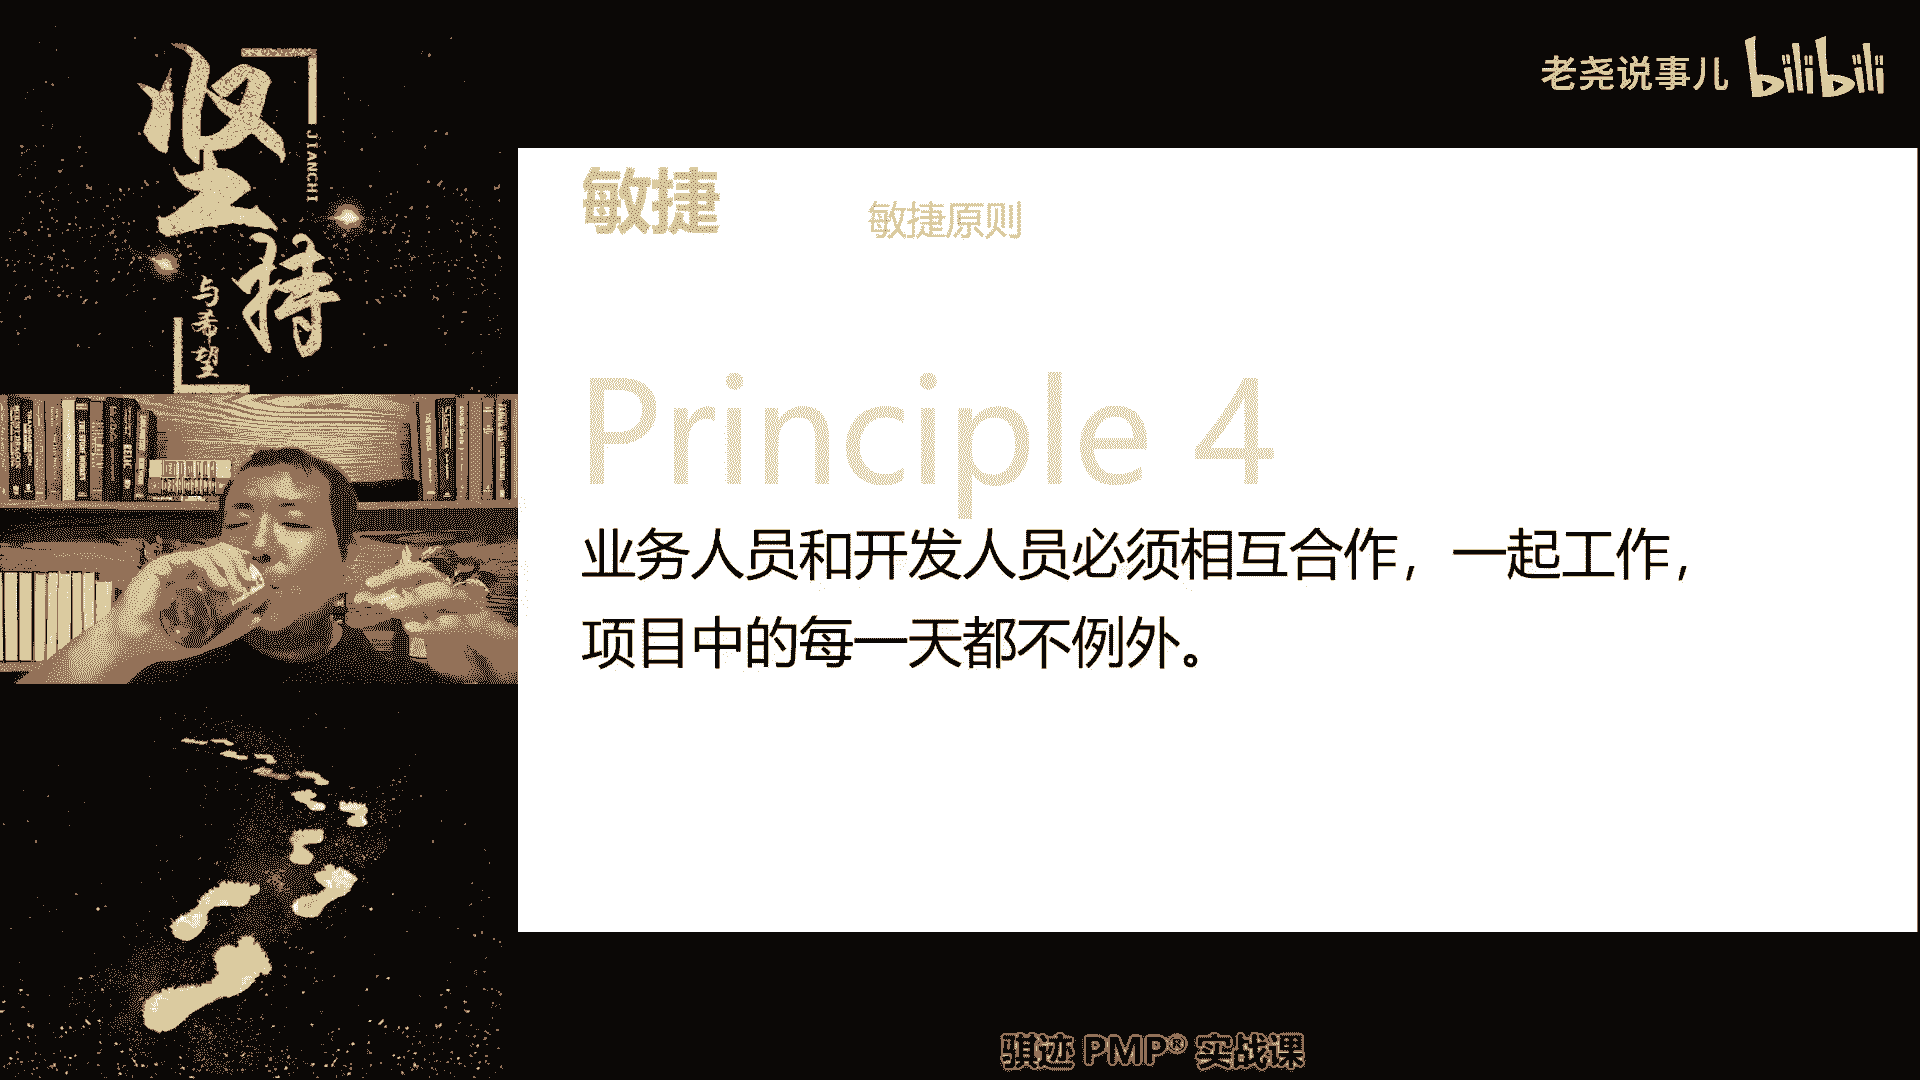 坚持
JIANCHI
与希望
老尧说事儿 bilibili
敏捷
敏捷原则
Principle 4
业务人员和开发人员必须相互合作，一起工作，
项目中的每一天都不例外。
骐迹 PMP® 实战课